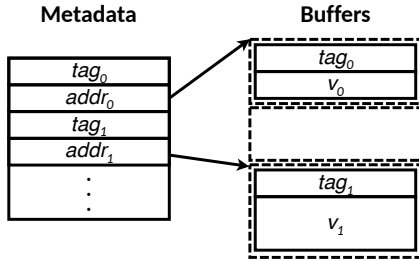 Metadata
tag₀
addr₀
tag₁
addr₁
.
.
.
Buffers
tag₀
v₀
tag₁
v₁